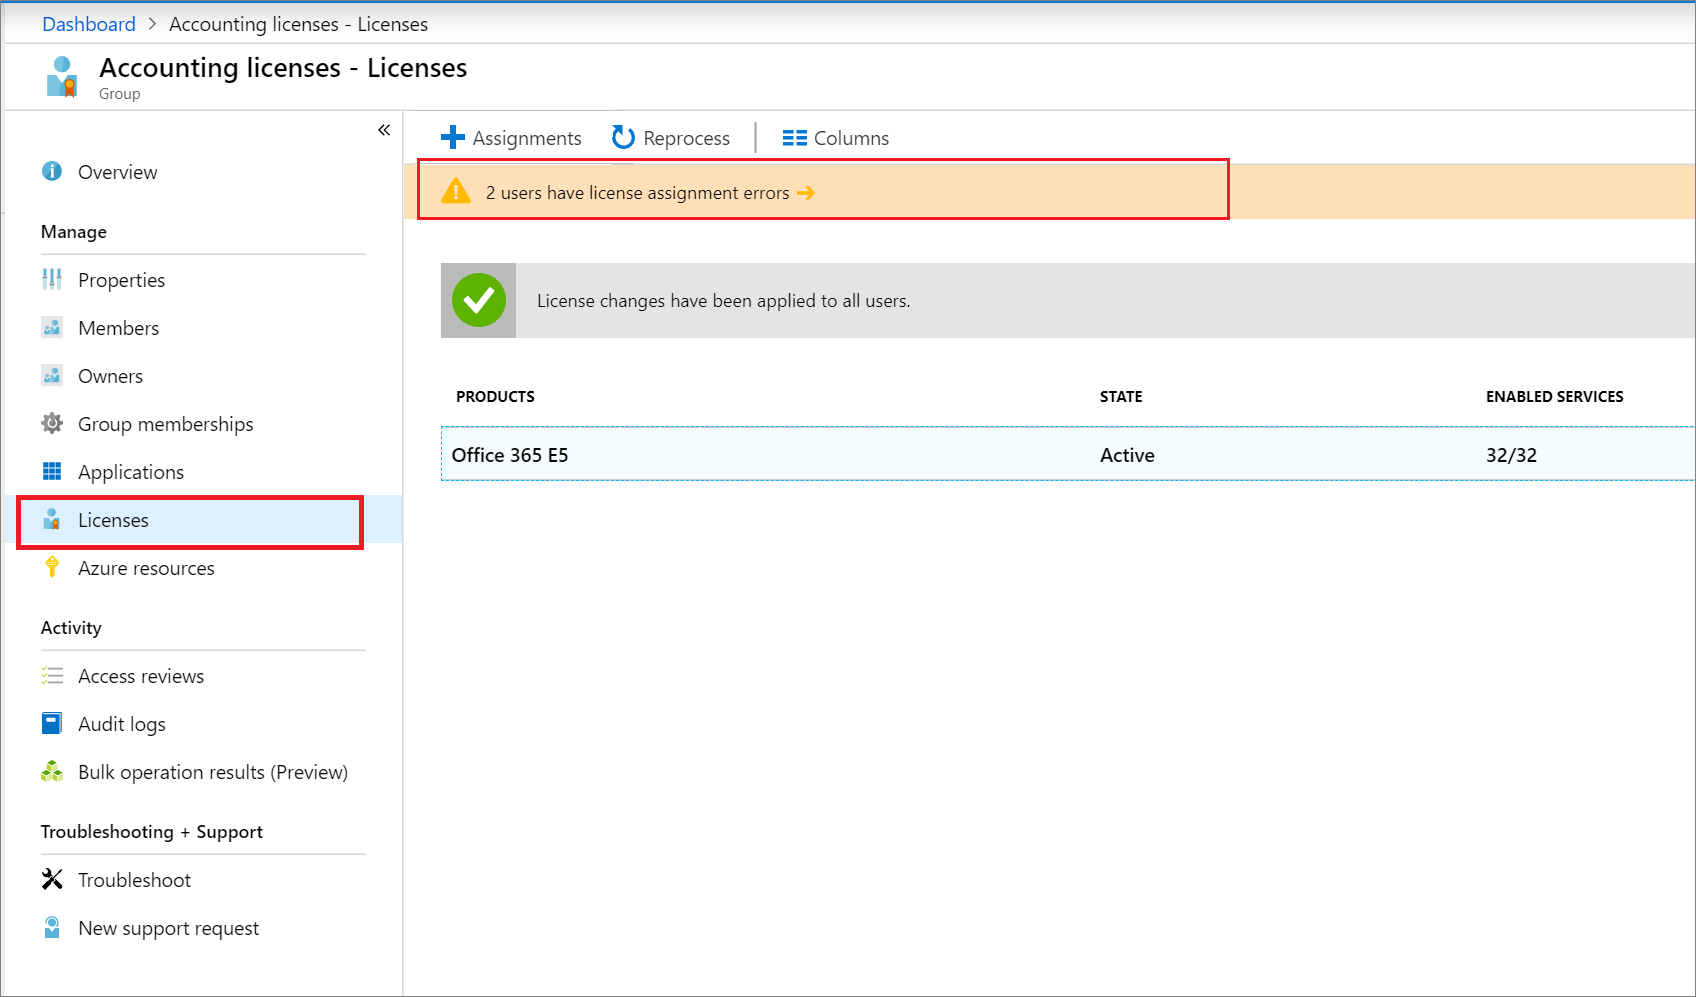 Dashboard > Accounting licenses - Licenses
Accounting licenses - Licenses
Group
«
Overview
Manage
Properties
Members
Owners
Group memberships
Applications
Licenses
Azure resources
Activity
Access reviews
Audit logs
Bulk operation results (Preview)
Troubleshooting + Support
Troubleshoot
New support request
Assignments Reprocess Columns
2 users have license assignment errors →
License changes have been applied to all users.
PRODUCTS STATE ENABLED SERVICES
Office 365 E5 Active 32/32